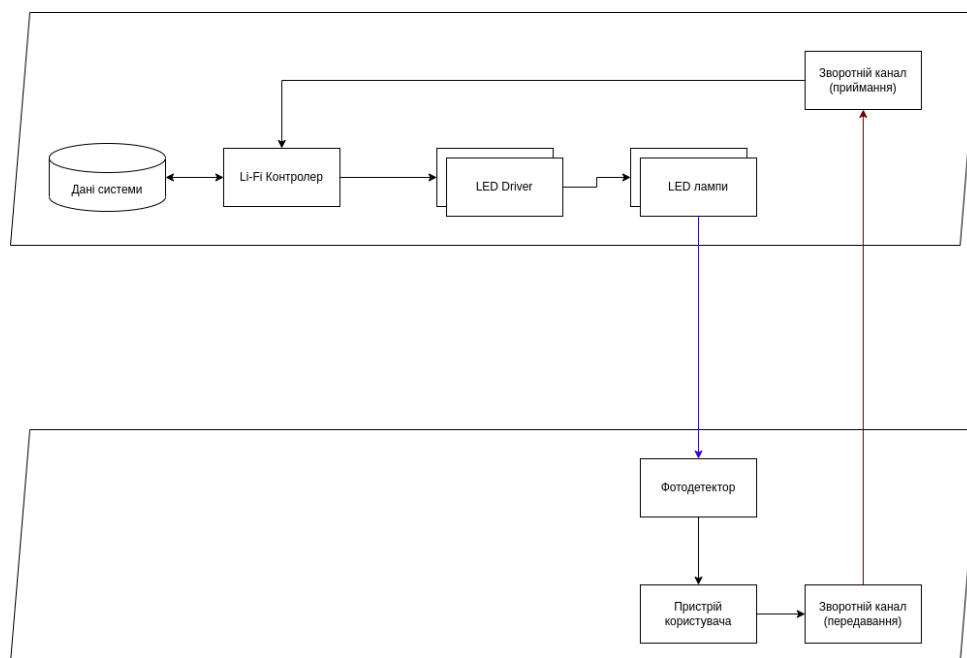 Зворотній канал
(приймання)
Дані системи
Li-Fi Контролер
LED Driver
LED лампи
Фотодетектор
Пристрій
користувача
Зворотній канал
(передавання)